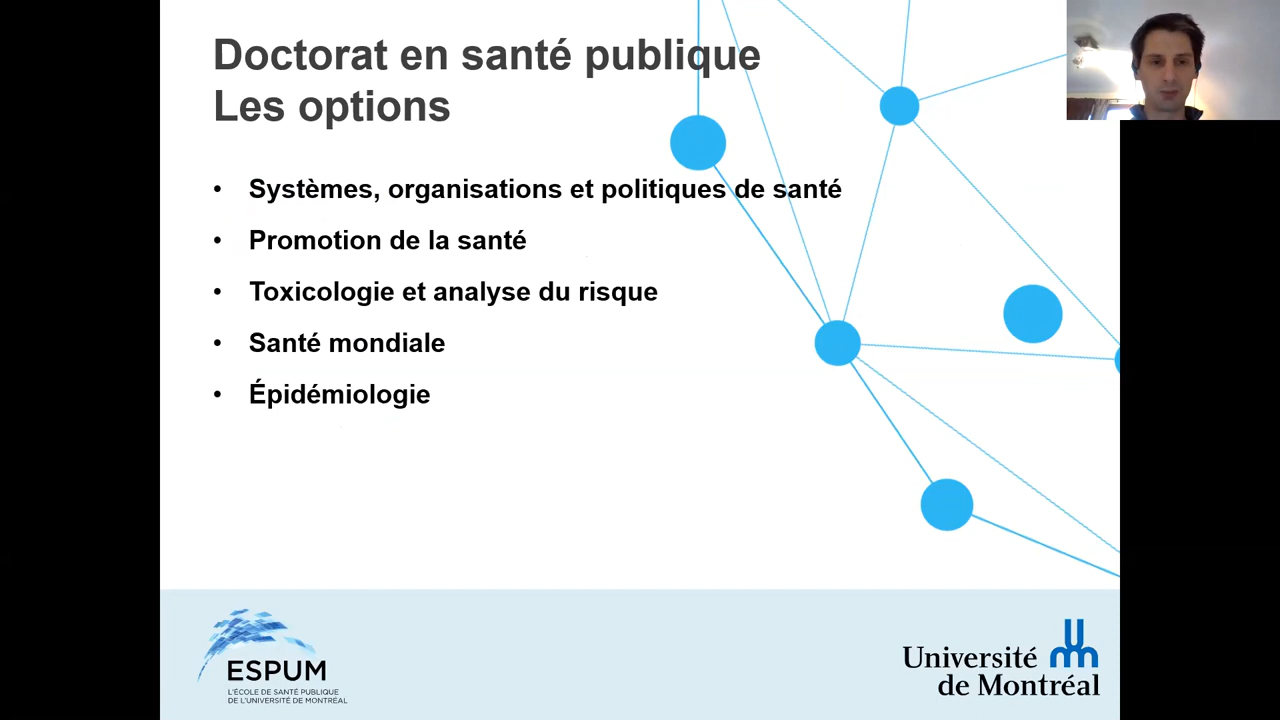 Doctorat en santé publique
Les options
• Systèmes, organisations et politiques de santé
• Promotion de la santé
• Toxicologie et analyse du risque
• Santé mondiale
• Épidémiologie
ESPUM
L'ÉCOLE DE SANTÉ PUBLIQUE
DE L'UNIVERSITÉ DE MONTRÉAL
Université
de Montréal